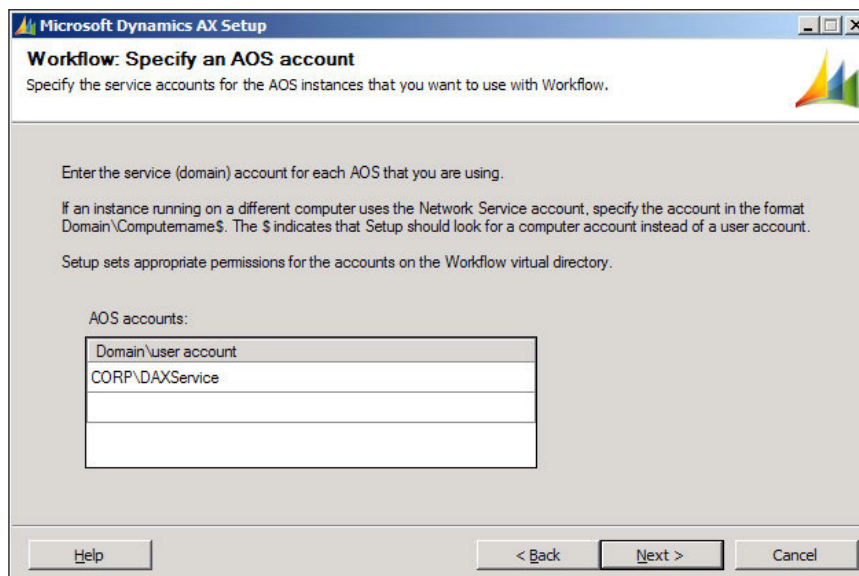 Microsoft Dynamics AX Setup
Workflow: Specify an AOS account
Specify the service accounts for the AOS instances that you want to use with Workflow.
Enter the service (domain) account for each AOS that you are using.
If an instance running on a different computer uses the Network Service account, specify the account in the format
Domain\Computername$. The $ indicates that Setup should look for a computer account instead of a user account.
Setup sets appropriate permissions for the accounts on the Workflow virtual directory.
AOS accounts:
Domain\user account
CORP\DAXService
Help
< Back
Next >
Cancel